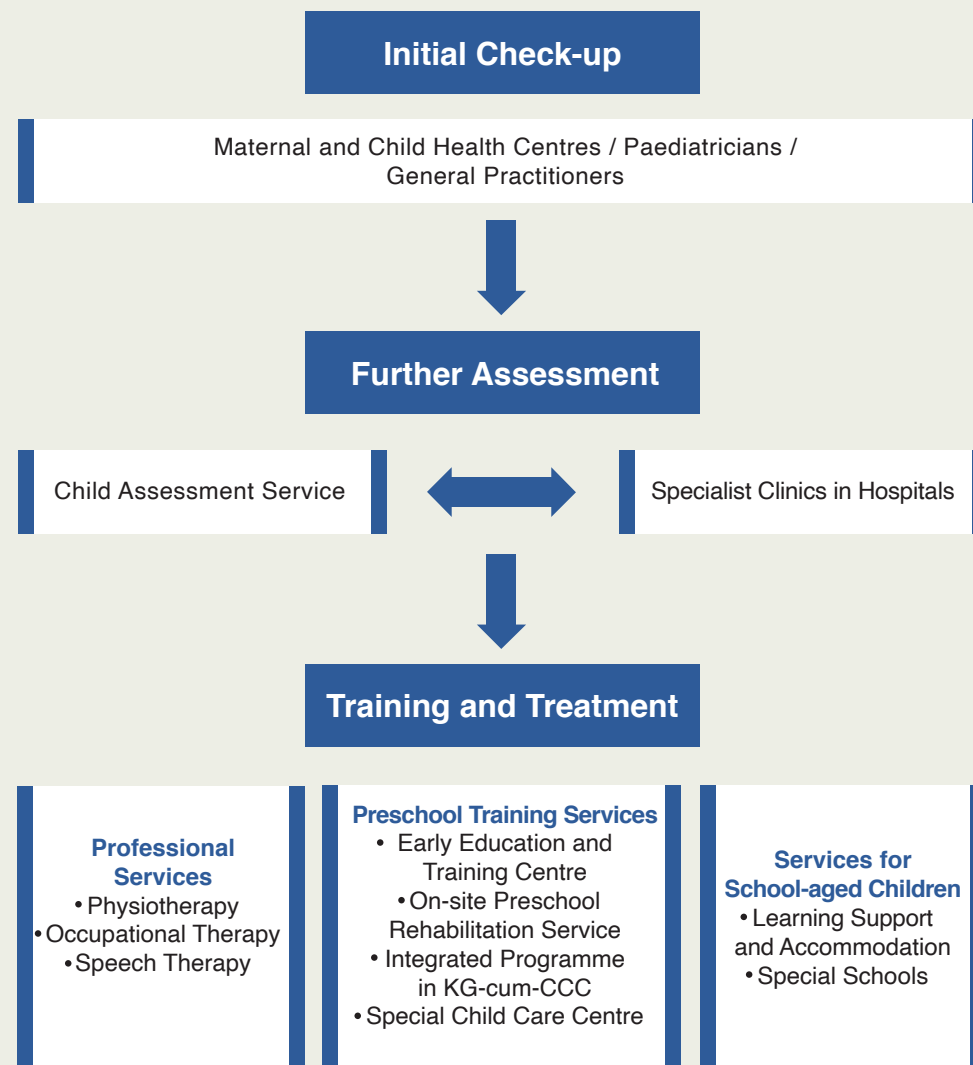 Initial Check-up
Maternal and Child Health Centres / Paediatricians /
General Practitioners
Further Assessment
Child Assessment Service
Specialist Clinics in Hospitals
Training and Treatment
Professional
Services
• Physiotherapy
• Occupational Therapy
• Speech Therapy
Preschool Training Services
• Early Education and
Training Centre
• On-site Preschool
Rehabilitation Service
• Integrated Programme
in KG-cum-CCC
• Special Child Care Centre
Services for
School-aged Children
• Learning Support
and Accommodation
• Special Schools